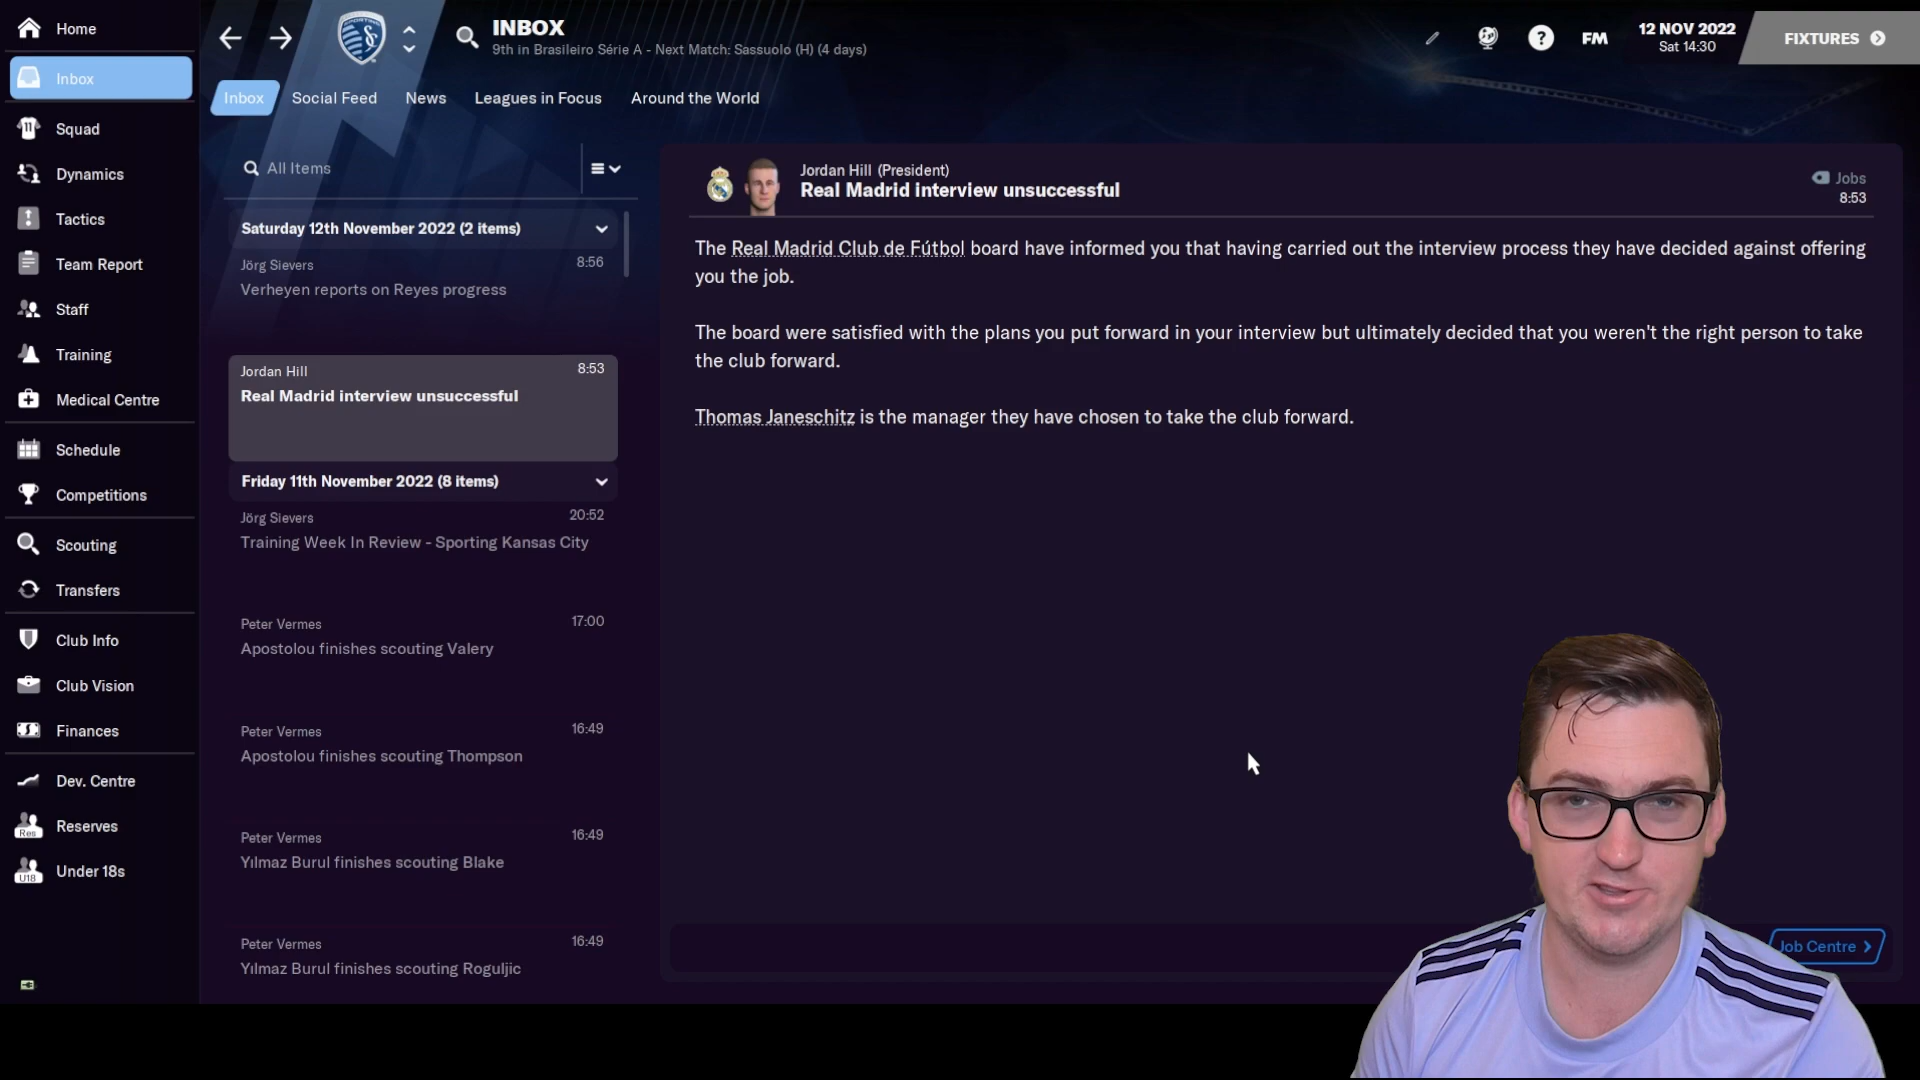 Home
Inbox
Squad
Dynamics
Tactics
Team Report
Staff
Training
Medical Centre
Schedule
Competitions
Scouting
Transfers
Club Info
Club Vision
Finances
Dev. Centre
Res
Reserves
U18
Under 18s
SPORTING
INBOX
9th in Brasileiro Série A - Next Match: Sassuolo (H) (4 days)
?
FM
12 NOV 2022
Sat 14:30
FIXTURES
Inbox
Social Feed
News
Leagues in Focus
Around the World
All Items
Saturday 12th November 2022 (2 items)
Jörg Sievers
8:56
Verheyen reports on Reyes progress
Jordan Hill
8:53
Real Madrid interview unsuccessful
Friday 11th November 2022 (8 items)
Jörg Sievers
20:52
Training Week In Review - Sporting Kansas City
Peter Vermes
17:00
Apostolou finishes scouting Valery
Peter Vermes
16:49
Apostolou finishes scouting Thompson
Peter Vermes
16:49
Yılmaz Burul finishes scouting Blake
Peter Vermes
16:49
Yılmaz Burul finishes scouting Roguljic
Jordan Hill (President)
Real Madrid interview unsuccessful
Jobs
8:53
The Real Madrid Club de Fútbol board have informed you that having carried out the interview process they have decided against offering
you the job.
The board were satisfied with the plans you put forward in your interview but ultimately decided that you weren't the right person to take
the club forward.
Thomas Janeschitz is the manager they have chosen to take the club forward.
Job Centre